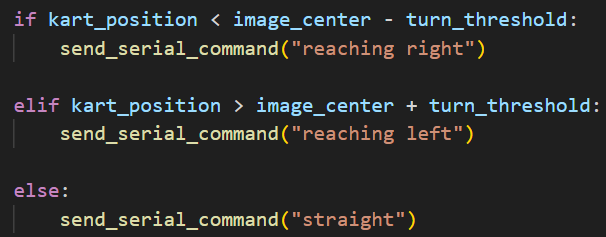 if kart_position < image_center - turn_threshold:
send_serial_command("reaching right")
elif kart_position > image_center + turn_threshold:
send_serial_command("reaching left")
else:
send_serial_command("straight")